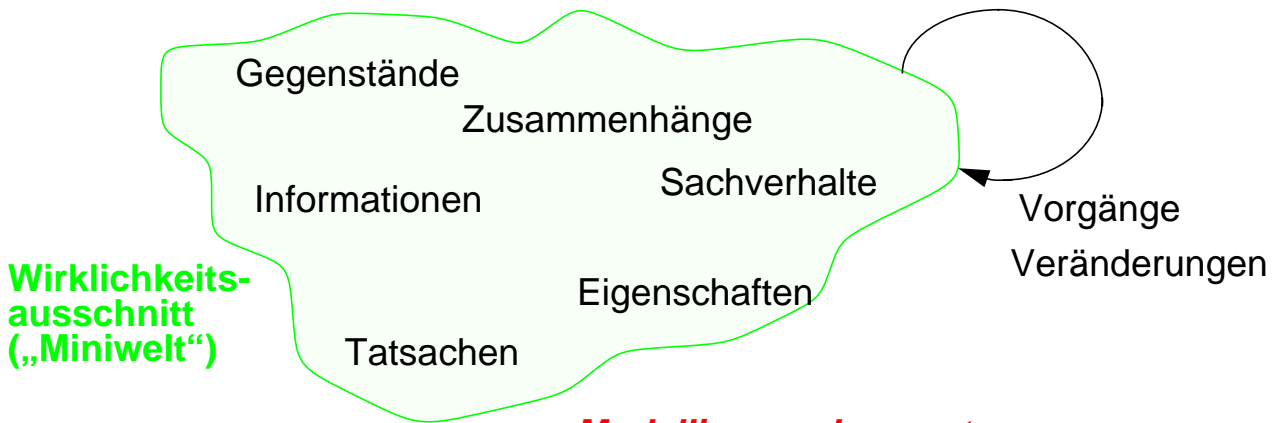 Gegenstände
Zusammenhänge
Sachverhalte
Informationen
Vorgänge
Veränderungen
Wirklichkeits-
ausschnitt
(„Miniwelt“)
Eigenschaften
Tatsachen